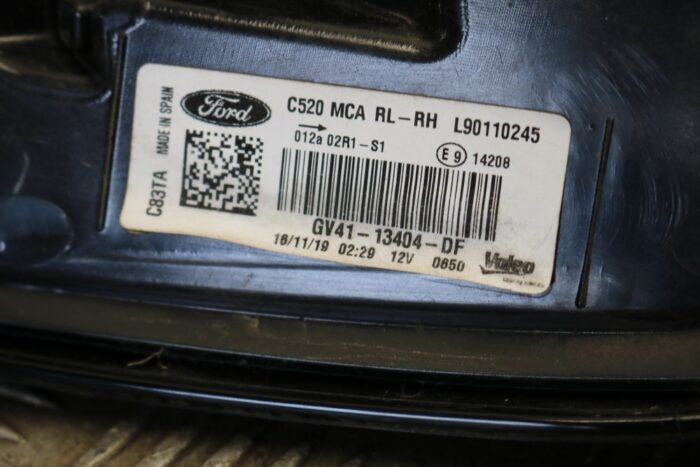 Ford C520 MCA RL-RH L90110245
MADE IN SPAIN
C83TA
012a 02R1-S1 E9 14208
GV41-13404-DF
16/11/19 02:29 12V 0650 Valeo